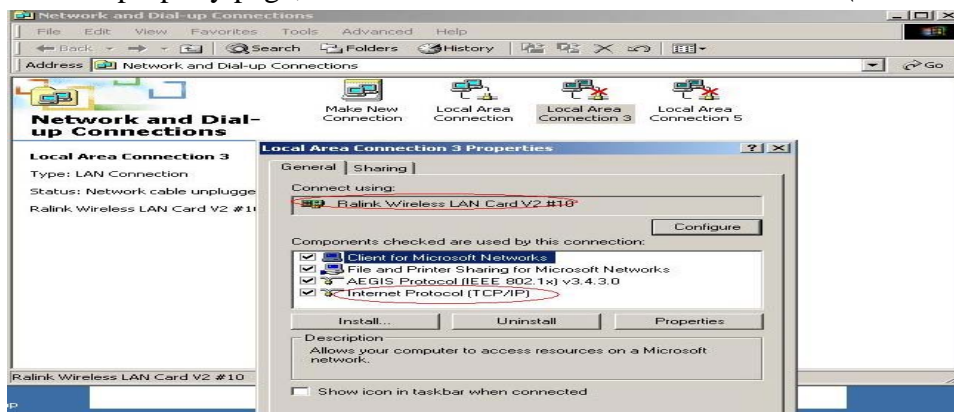 property page,
Network and Dial-up Connections
File Edit View Favorites Tools Advanced Help
Back Search Folders History
Address Network and Dial-up Connections Go
Network and Dial-up Connections
Local Area Connection 3
Type: LAN Connection
Status: Network cable unplugge
Ralink Wireless LAN Card V2 #1
Make New Connection
Local Area Connection
Local Area Connection 3
Local Area Connection 5
Local Area Connection 3 Properties
General Sharing
Connect using:
Ralink Wireless LAN Card V2 #10
Configure
Components checked are used by this connection:
Client for Microsoft Networks
File and Printer Sharing for Microsoft Networks
AEGIS Protocol (IEEE 802.1x) v3.4.3.0
Internet Protocol (TCP/IP)
Install... Uninstall Properties
Description
Allows your computer to access resources on a Microsoft
network.
Show icon in taskbar when connected
Ralink Wireless LAN Card V2 #10